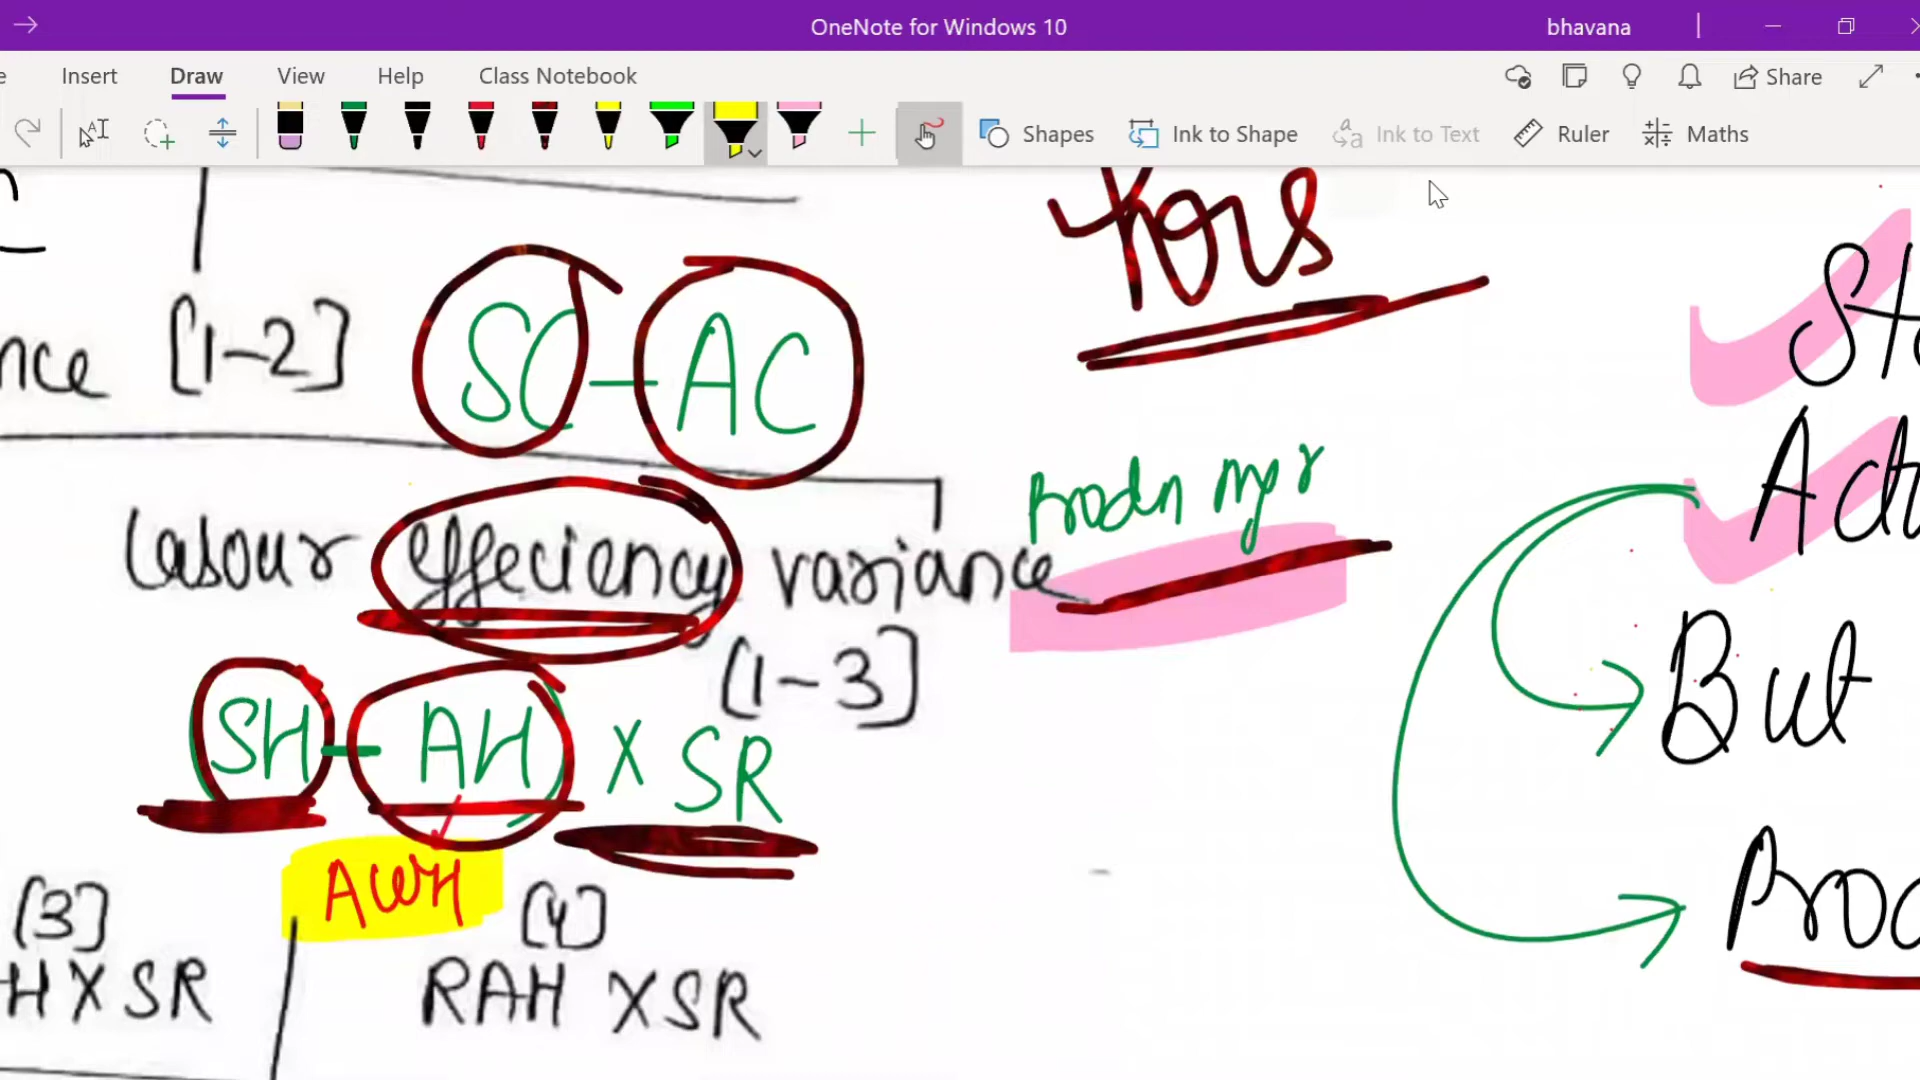 OneNote for Windows 10
bhavana
Insert Draw View Help Class Notebook
Share
Shapes Ink to Shape Ink to Text Ruler Maths
nce [1-2]
SC - AC
Labour effeciency variance
Prodn mgr
[1-3]
SH - AH X SR
AWH
[3]
[4]
H X SR
RAH X SR
But